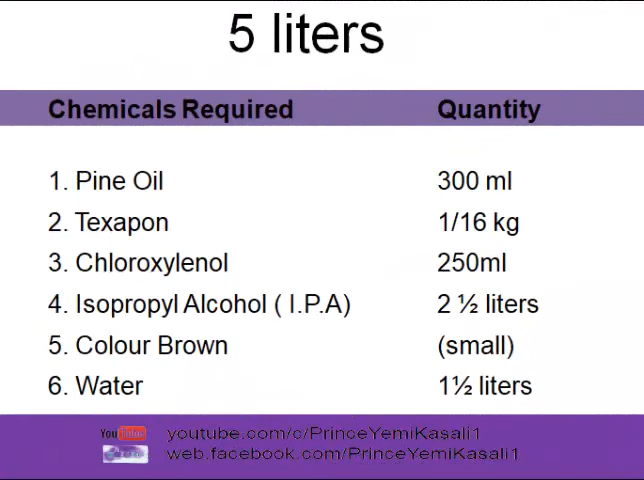 5 liters
Chemicals Required Quantity
1. Pine Oil 300 ml
2. Texapon 1/16 kg
3. Chloroxylenol 250ml
4. Isopropyl Alcohol ( I.P.A) 2 ½ liters
5. Colour Brown (small)
6. Water 1½ liters
YouTube youtube.com/c/PrinceYemiKasali1
web.facebook.com/PrinceYemiKasali1